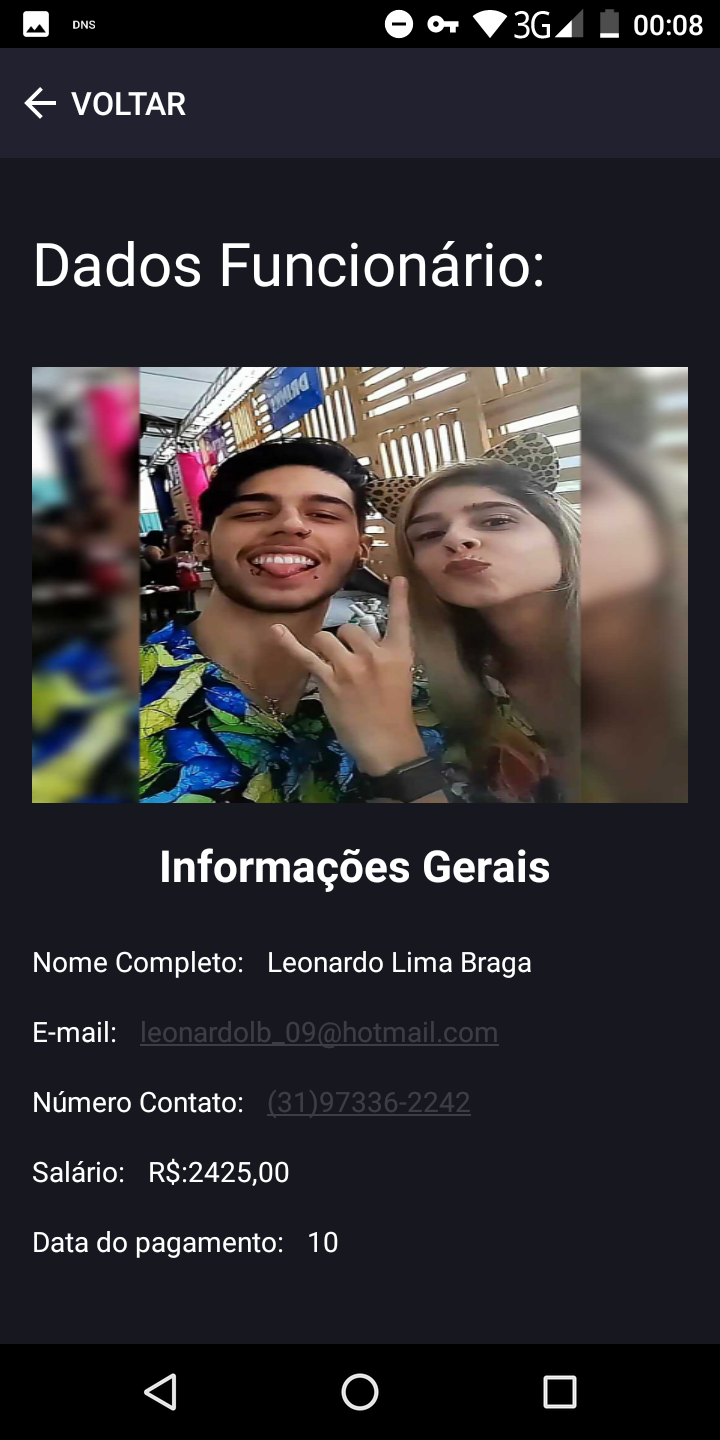 DNS 3G 00:08
VOLTAR
Dados Funcionário:
DRINKS
Informações Gerais
Nome Completo: Leonardo Lima Braga
E-mail: leonardolb_09@hotmail.com
Número Contato: (31)97336-2242
Salário: R$:2425,00
Data do pagamento: 10